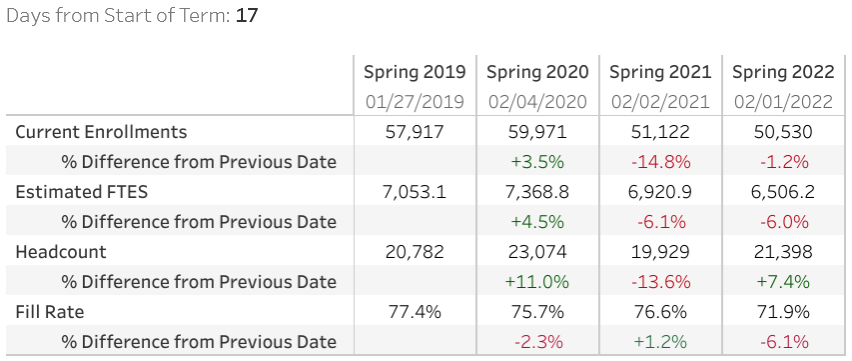 Days from Start of Term: 17
Spring 2019 Spring 2020 Spring 2021 Spring 2022
01/27/2019 02/04/2020 02/02/2021 02/01/2022
Current Enrollments 57,917 59,971 51,122 50,530
% Difference from Previous Date +3.5% -14.8% -1.2%
Estimated FTES 7,053.1 7,368.8 6,920.9 6,506.2
% Difference from Previous Date +4.5% -6.1% -6.0%
Headcount 20,782 23,074 19,929 21,398
% Difference from Previous Date +11.0% -13.6% +7.4%
Fill Rate 77.4% 75.7% 76.6% 71.9%
% Difference from Previous Date -2.3% +1.2% -6.1%